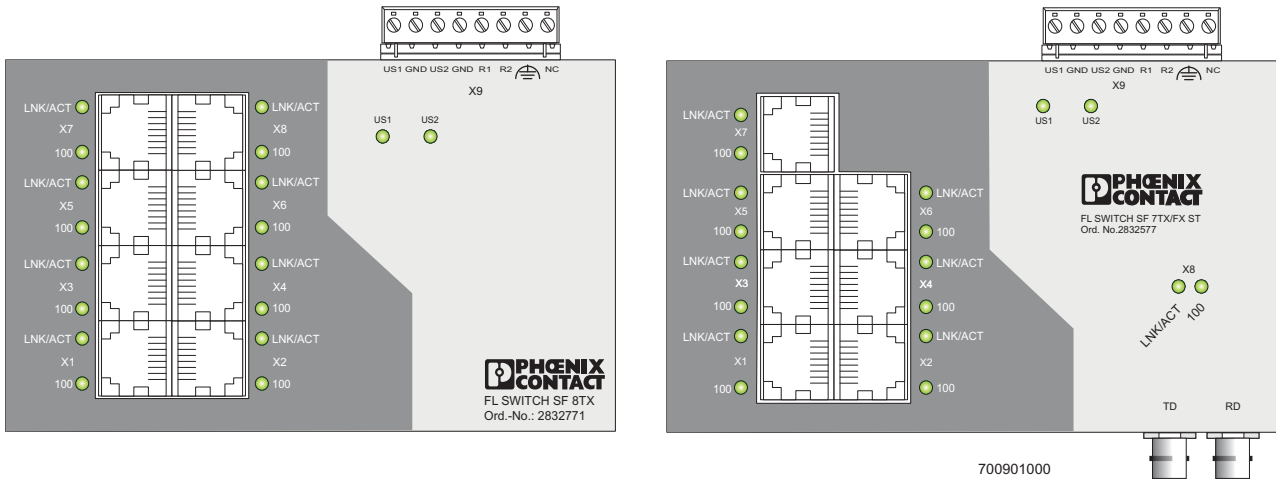 US1 GND US2 GND R1 R2 NC
X9
US1 US2
LNK/ACT LNK/ACT
X7 X8
100 100
LNK/ACT LNK/ACT
X5 X6
100 100
LNK/ACT LNK/ACT
X3 X4
100 100
LNK/ACT LNK/ACT
X1 X2
100 100
PHŒNIX
CONTACT
FL SWITCH SF 8TX
Ord.-No.: 2832771
US1 GND US2 GND R1 R2 NC
X9
US1 US2
LNK/ACT
X7
100
LNK/ACT LNK/ACT
X5 X6
100 100
LNK/ACT LNK/ACT
X3 X4
100 100
LNK/ACT LNK/ACT
X1 X2
100 100
PHŒNIX
CONTACT
FL SWITCH SF 7TX/FX ST
Ord. No.2832577
X8
LNK/ACT 100
TD RD
700901000